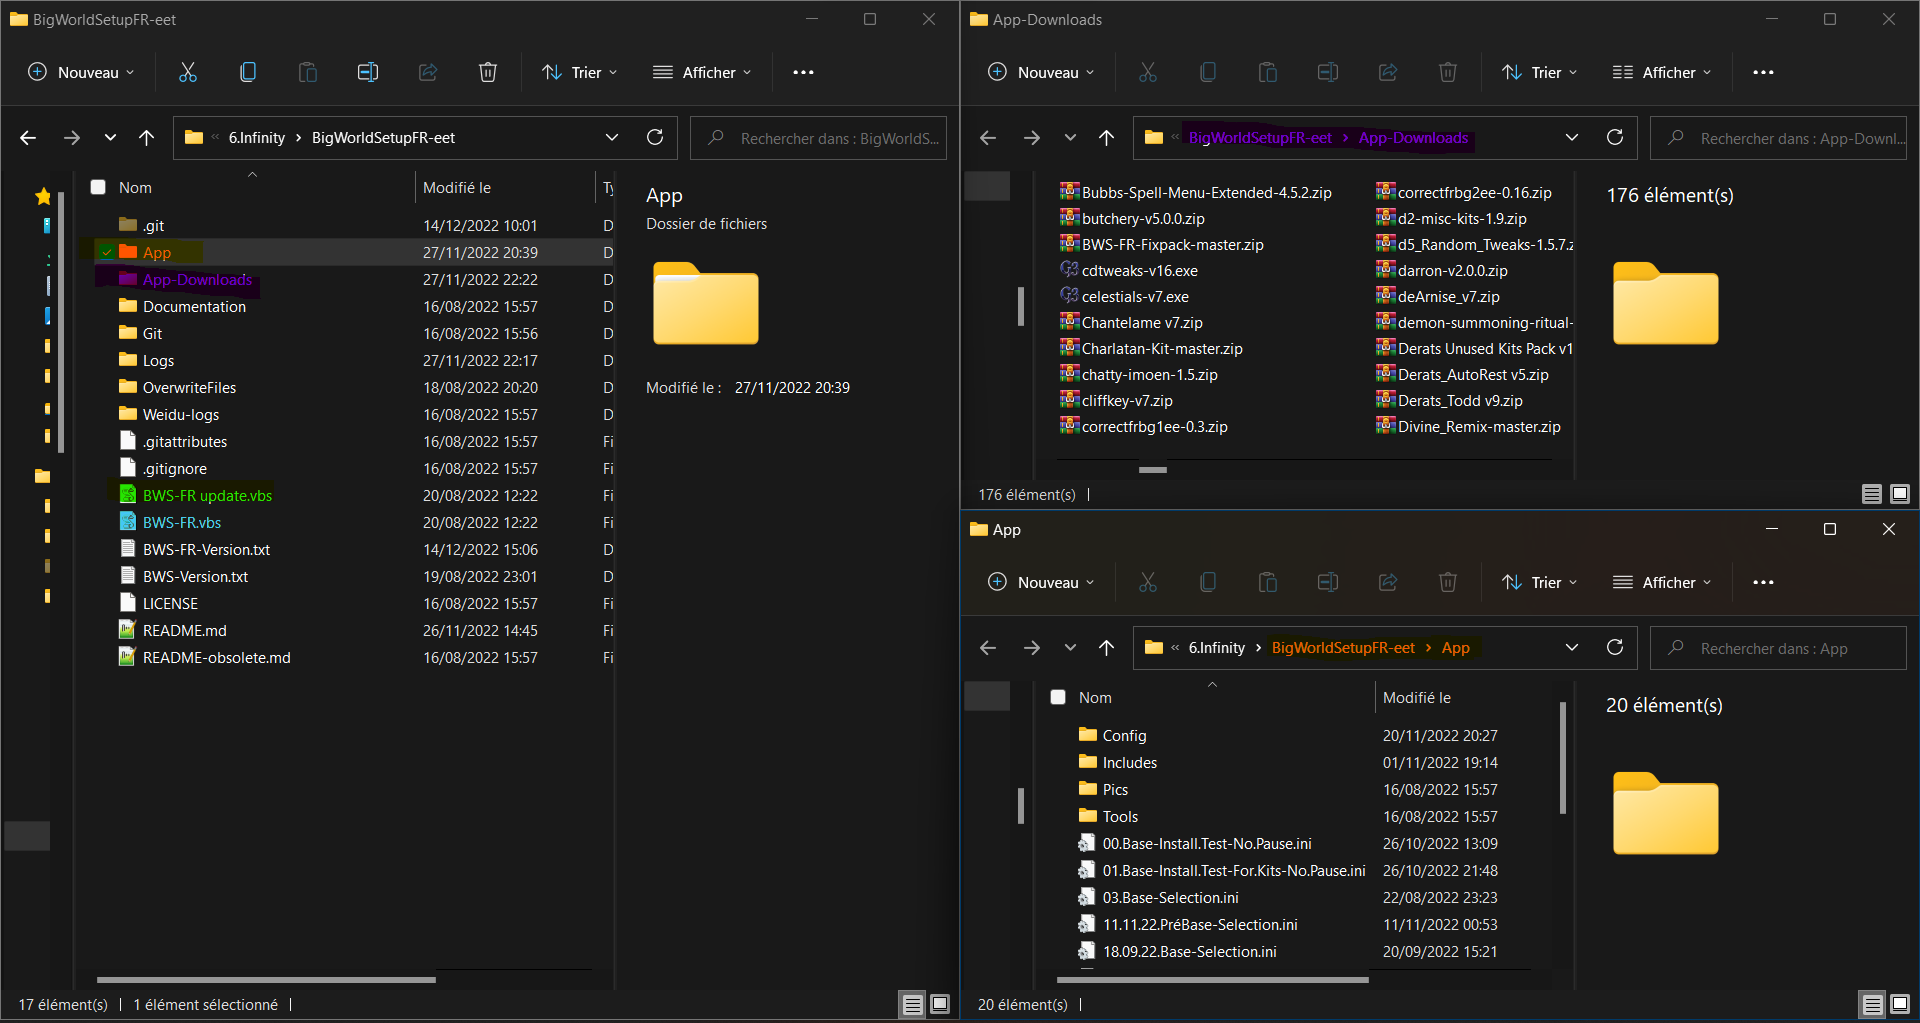 BigWorldSetupFR-eet
Nouveau
Trier
Afficher
6.Infinity › BigWorldSetupFR-eet
Rechercher dans : BigWorldS...
Nom
Modifié le
.git 14/12/2022 10:01 D
App 27/11/2022 20:39 D
App-Downloads 27/11/2022 22:22 D
Documentation 16/08/2022 15:57 D
Git 16/08/2022 15:56 D
Logs 27/11/2022 22:17 D
OverwriteFiles 18/08/2022 20:20 D
Weidu-logs 16/08/2022 15:57 D
.gitattributes 16/08/2022 15:57 Fi
.gitignore 16/08/2022 15:57 Fi
BWS-FR update.vbs 20/08/2022 12:22 Fi
BWS-FR.vbs 20/08/2022 12:22 Fi
BWS-FR-Version.txt 14/12/2022 15:06 D
BWS-Version.txt 19/08/2022 23:01 D
LICENSE 16/08/2022 15:57 Fi
README.md 26/11/2022 14:45 Fi
README-obsolete.md 16/08/2022 15:57 Fi
App
Dossier de fichiers
Modifié le : 27/11/2022 20:39
17 élément(s) | 1 élément sélectionné |
App-Downloads
Nouveau
Trier
Afficher
BigWorldSetupFR-eet › App-Downloads
Rechercher dans : App-Downl...
Bubbs-Spell-Menu-Extended-4.5.2.zip
butchery-v5.0.0.zip
BWS-FR-Fixpack-master.zip
cdtweaks-v16.exe
celestials-v7.exe
Chantelame v7.zip
Charlatan-Kit-master.zip
chatty-imoen-1.5.zip
cliffkey-v7.zip
correctfrbg1ee-0.3.zip
correctfrbg2ee-0.16.zip
d2-misc-kits-1.9.zip
d5_Random_Tweaks-1.5.7.z
darron-v2.0.0.zip
deArnise_v7.zip
demon-summoning-ritual-
Derats Unused Kits Pack v1
Derats_AutoRest v5.zip
Derats_Todd v9.zip
Divine_Remix-master.zip
176 élément(s)
176 élément(s) |
App
Nouveau
Trier
Afficher
6.Infinity › BigWorldSetupFR-eet › App
Rechercher dans : App
Nom
Modifié le
Config 20/11/2022 20:27
Includes 01/11/2022 19:14
Pics 16/08/2022 15:57
Tools 16/08/2022 15:57
00.Base-Install.Test-No.Pause.ini 26/10/2022 13:09
01.Base-Install.Test-For.Kits-No.Pause.ini 26/10/2022 21:48
03.Base-Selection.ini 22/08/2022 23:23
11.11.22.PréBase-Selection.ini 11/11/2022 00:53
18.09.22.Base-Selection.ini 20/09/2022 15:21
20 élément(s)
20 élément(s) |